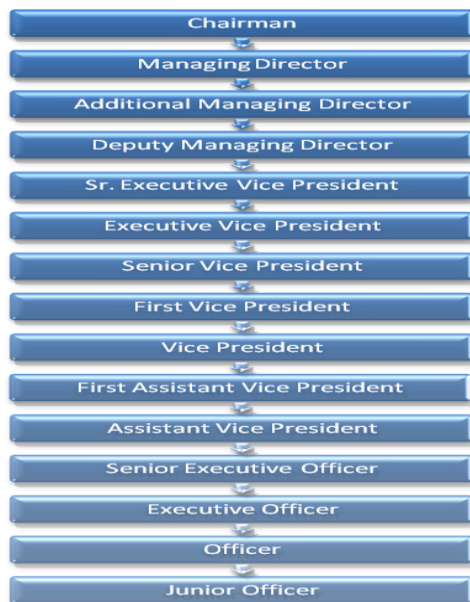 Chairman
Managing Director
Additional Managing Director
Deputy Managing Director
Sr. Executive Vice President
Executive Vice President
Senior Vice President
First Vice President
Vice President
First Assistant Vice President
Assistant Vice President
Senior Executive Officer
Executive Officer
Officer
Junior Officer